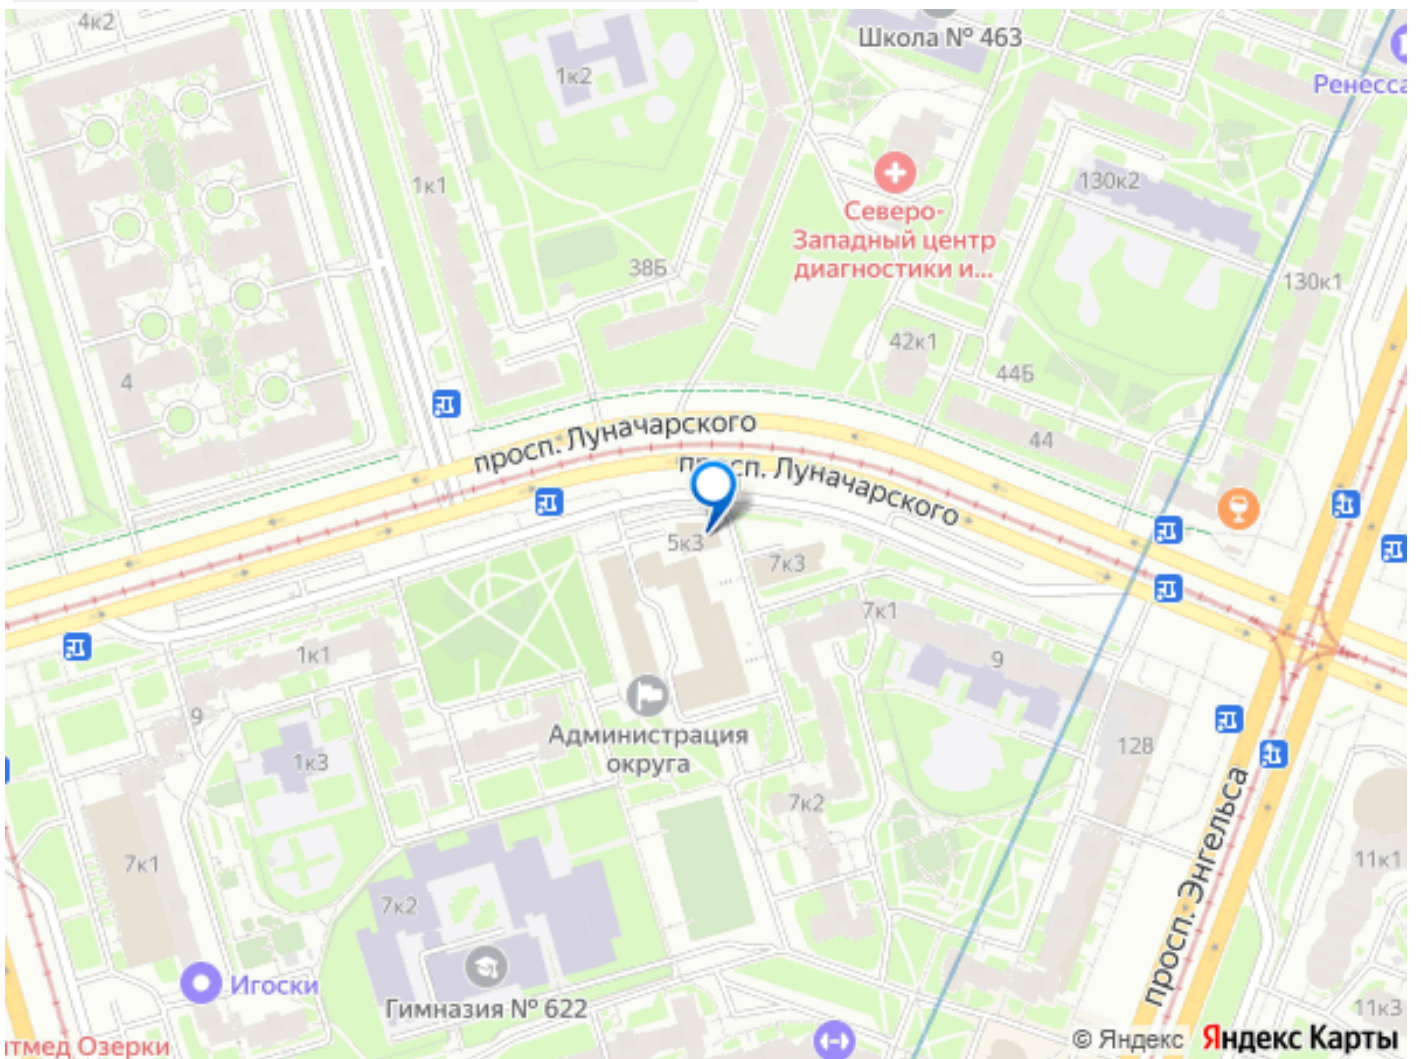 4к2
Школа № 463
1к2
Ренесса
1к1
130к2
Северо-
Западный центр
диагностики и...
38Б
130к1
42к1
4
44Б
44
просп. Луначарского
просп. Луначарского
5к3
7к3
7к1
1к1
9
9
Администрация
округа
128
1к3
7к2
просп. Энгельса
7к1
11к1
7к2
Игоски
Гимназия № 622
11к3
тмед Озерки
© Яндекс Яндекс Карты